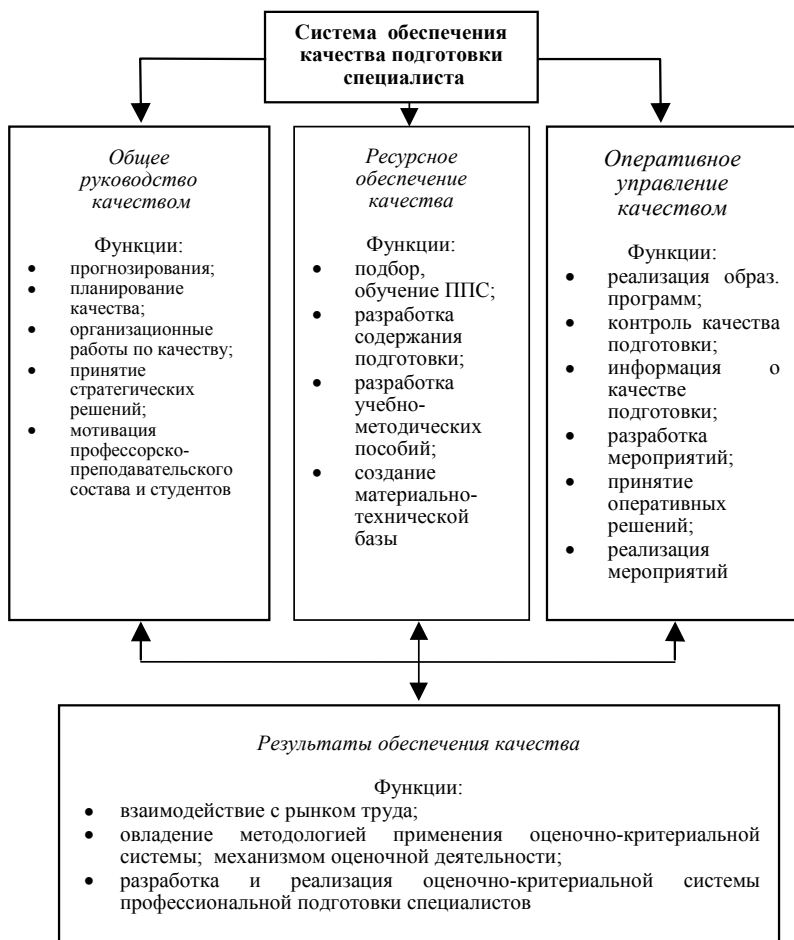 Система обеспечения
качества подготовки
специалиста
Общее
руководство
качеством
Функции:
• прогнозирования;
• планирование
качества;
• организационные
работы по качеству;
• принятие
стратегических
решений;
• мотивация
профессорско-
преподавательского
состава и студентов
Ресурсное
обеспечение
качества
Функции:
• подбор,
обучение ППС;
• разработка
содержания
подготовки;
• разработка
учебно-
методических
пособий;
• создание
материально-
технической
базы
Оперативное
управление
качеством
Функции:
• реализация образ.
программ;
• контроль качества
подготовки;
• информация о
качестве
подготовки;
• разработка
мероприятий;
• принятие
оперативных
решений;
• реализация
мероприятий
Результаты обеспечения качества
Функции:
• взаимодействие с рынком труда;
• овладение методологией применения оценочно-критериальной
системы; механизмом оценочной деятельности;
• разработка и реализация оценочно-критериальной системы
профессиональной подготовки специалистов